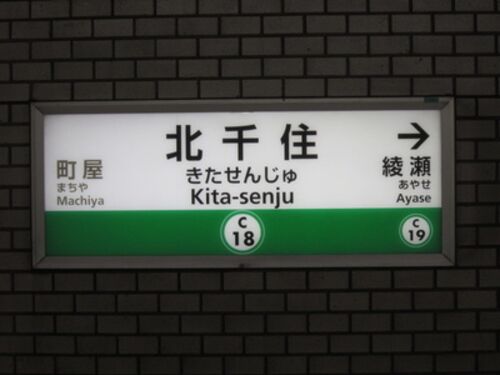 北千住
きたせんじゅ
Kita-senju
C
18
町屋
まちや
Machiya
→
綾瀬
あやせ
Ayase
C
19